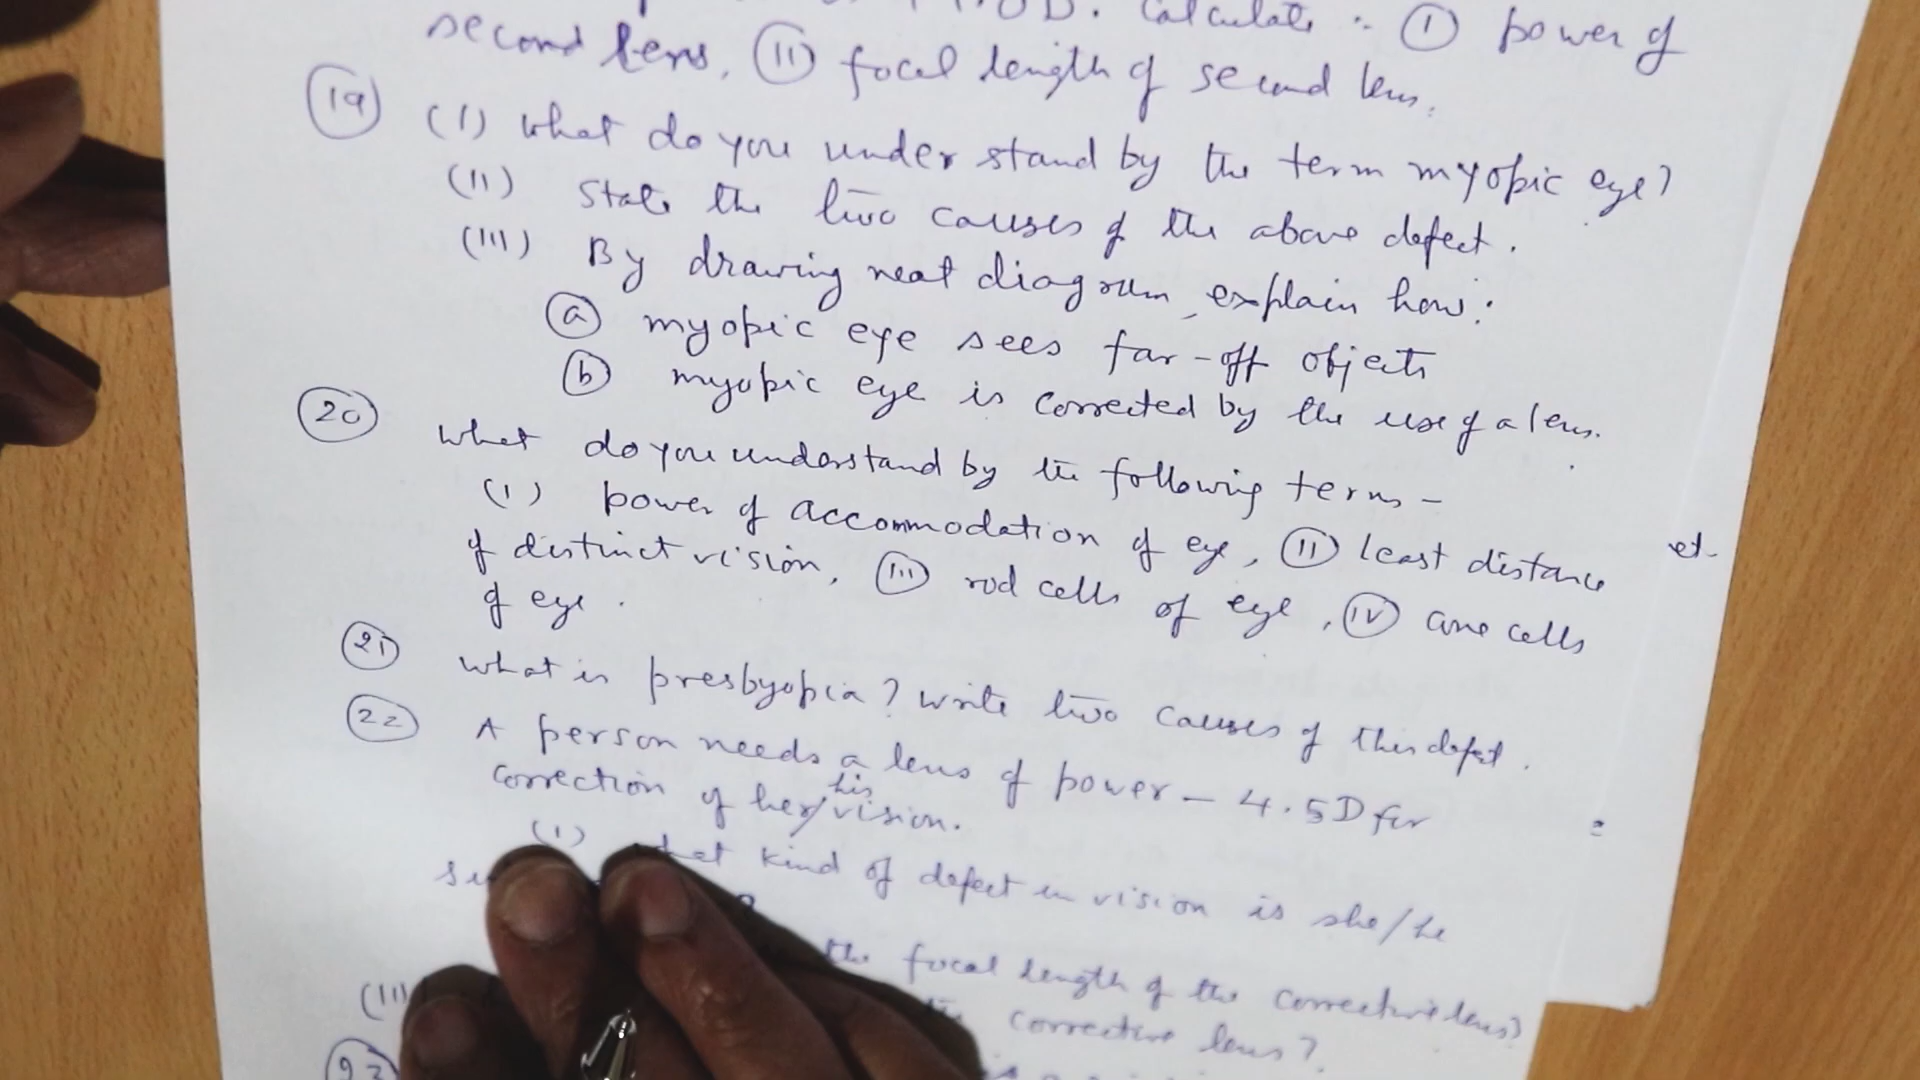 Calculate : (I) power of
second lens, (II) focal length of second lens.
(19) (I) what do you understand by the term myopic eye?
(II) State the two causes of the above defect.
(III) By drawing neat diagram, explain how:
(a) myopic eye sees far-off objects
(b) myopic eye is corrected by the use of a lens.
(20) what do you understand by the following terms -
(I) power of accommodation of eye, (II) least distance
of distinct vision, (III) rod cells of eye, (IV) cone cells
of eye.
(21) what is presbyopia? write two causes of this defect.
(22) A person needs a lens of power - 4.5D for
correction of her/his vision.
(I) what kind of defect in vision is she/he
the focal length of the corrective lens?
(III) corrective lens?
(23)